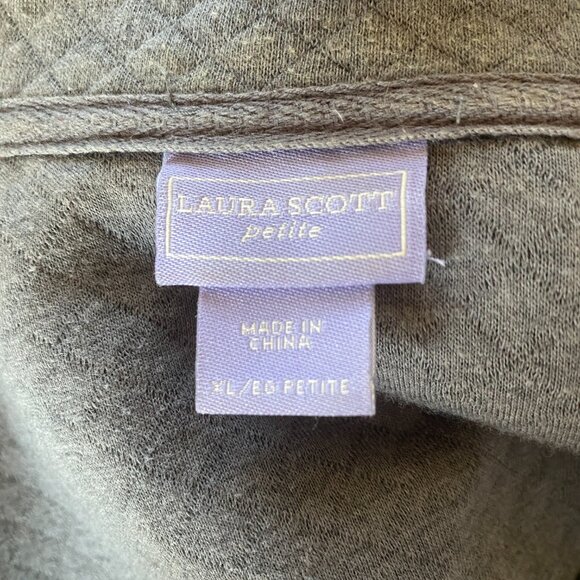 LAURA SCOTT
petite
MADE IN
CHINA
XL/EG PETITE